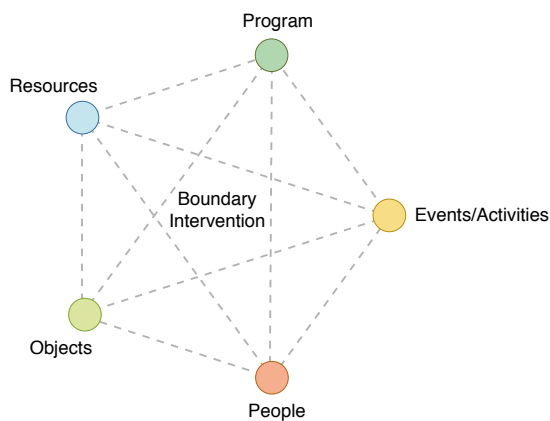 Program
Resources
Boundary
Intervention
Events/Activities
Objects
People